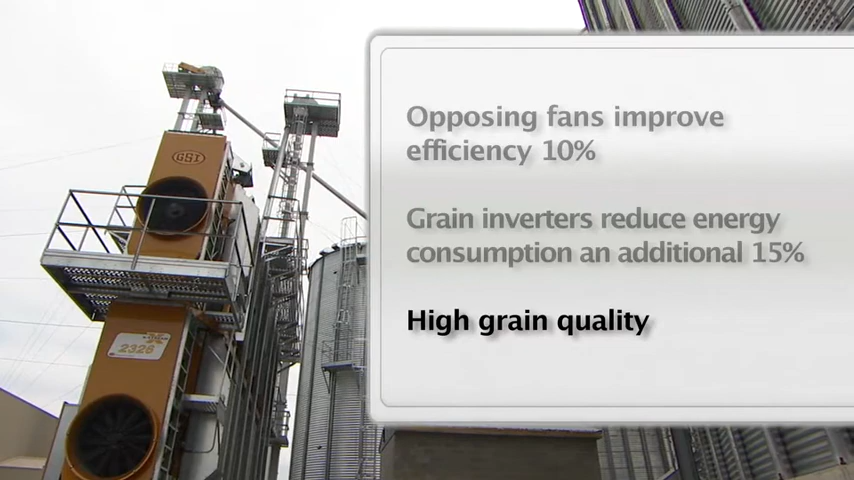 GSI
2326
Opposing fans improve
efficiency 10%
Grain inverters reduce energy
consumption an additional 15%
High grain quality